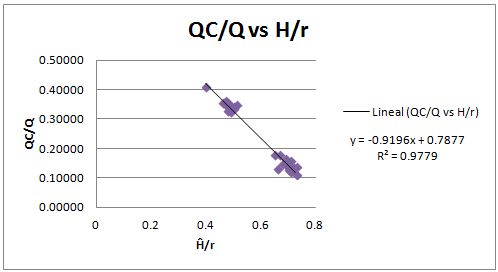 QC/Q vs H/r
QC/Q
0.50000
0.40000
0.30000
0.20000
0.10000
0.00000
0
0.2
0.4
0.6
0.8
Ĥ/r
Lineal (QC/Q vs H/r)
y = -0.9196x + 0.7877
R² = 0.9779